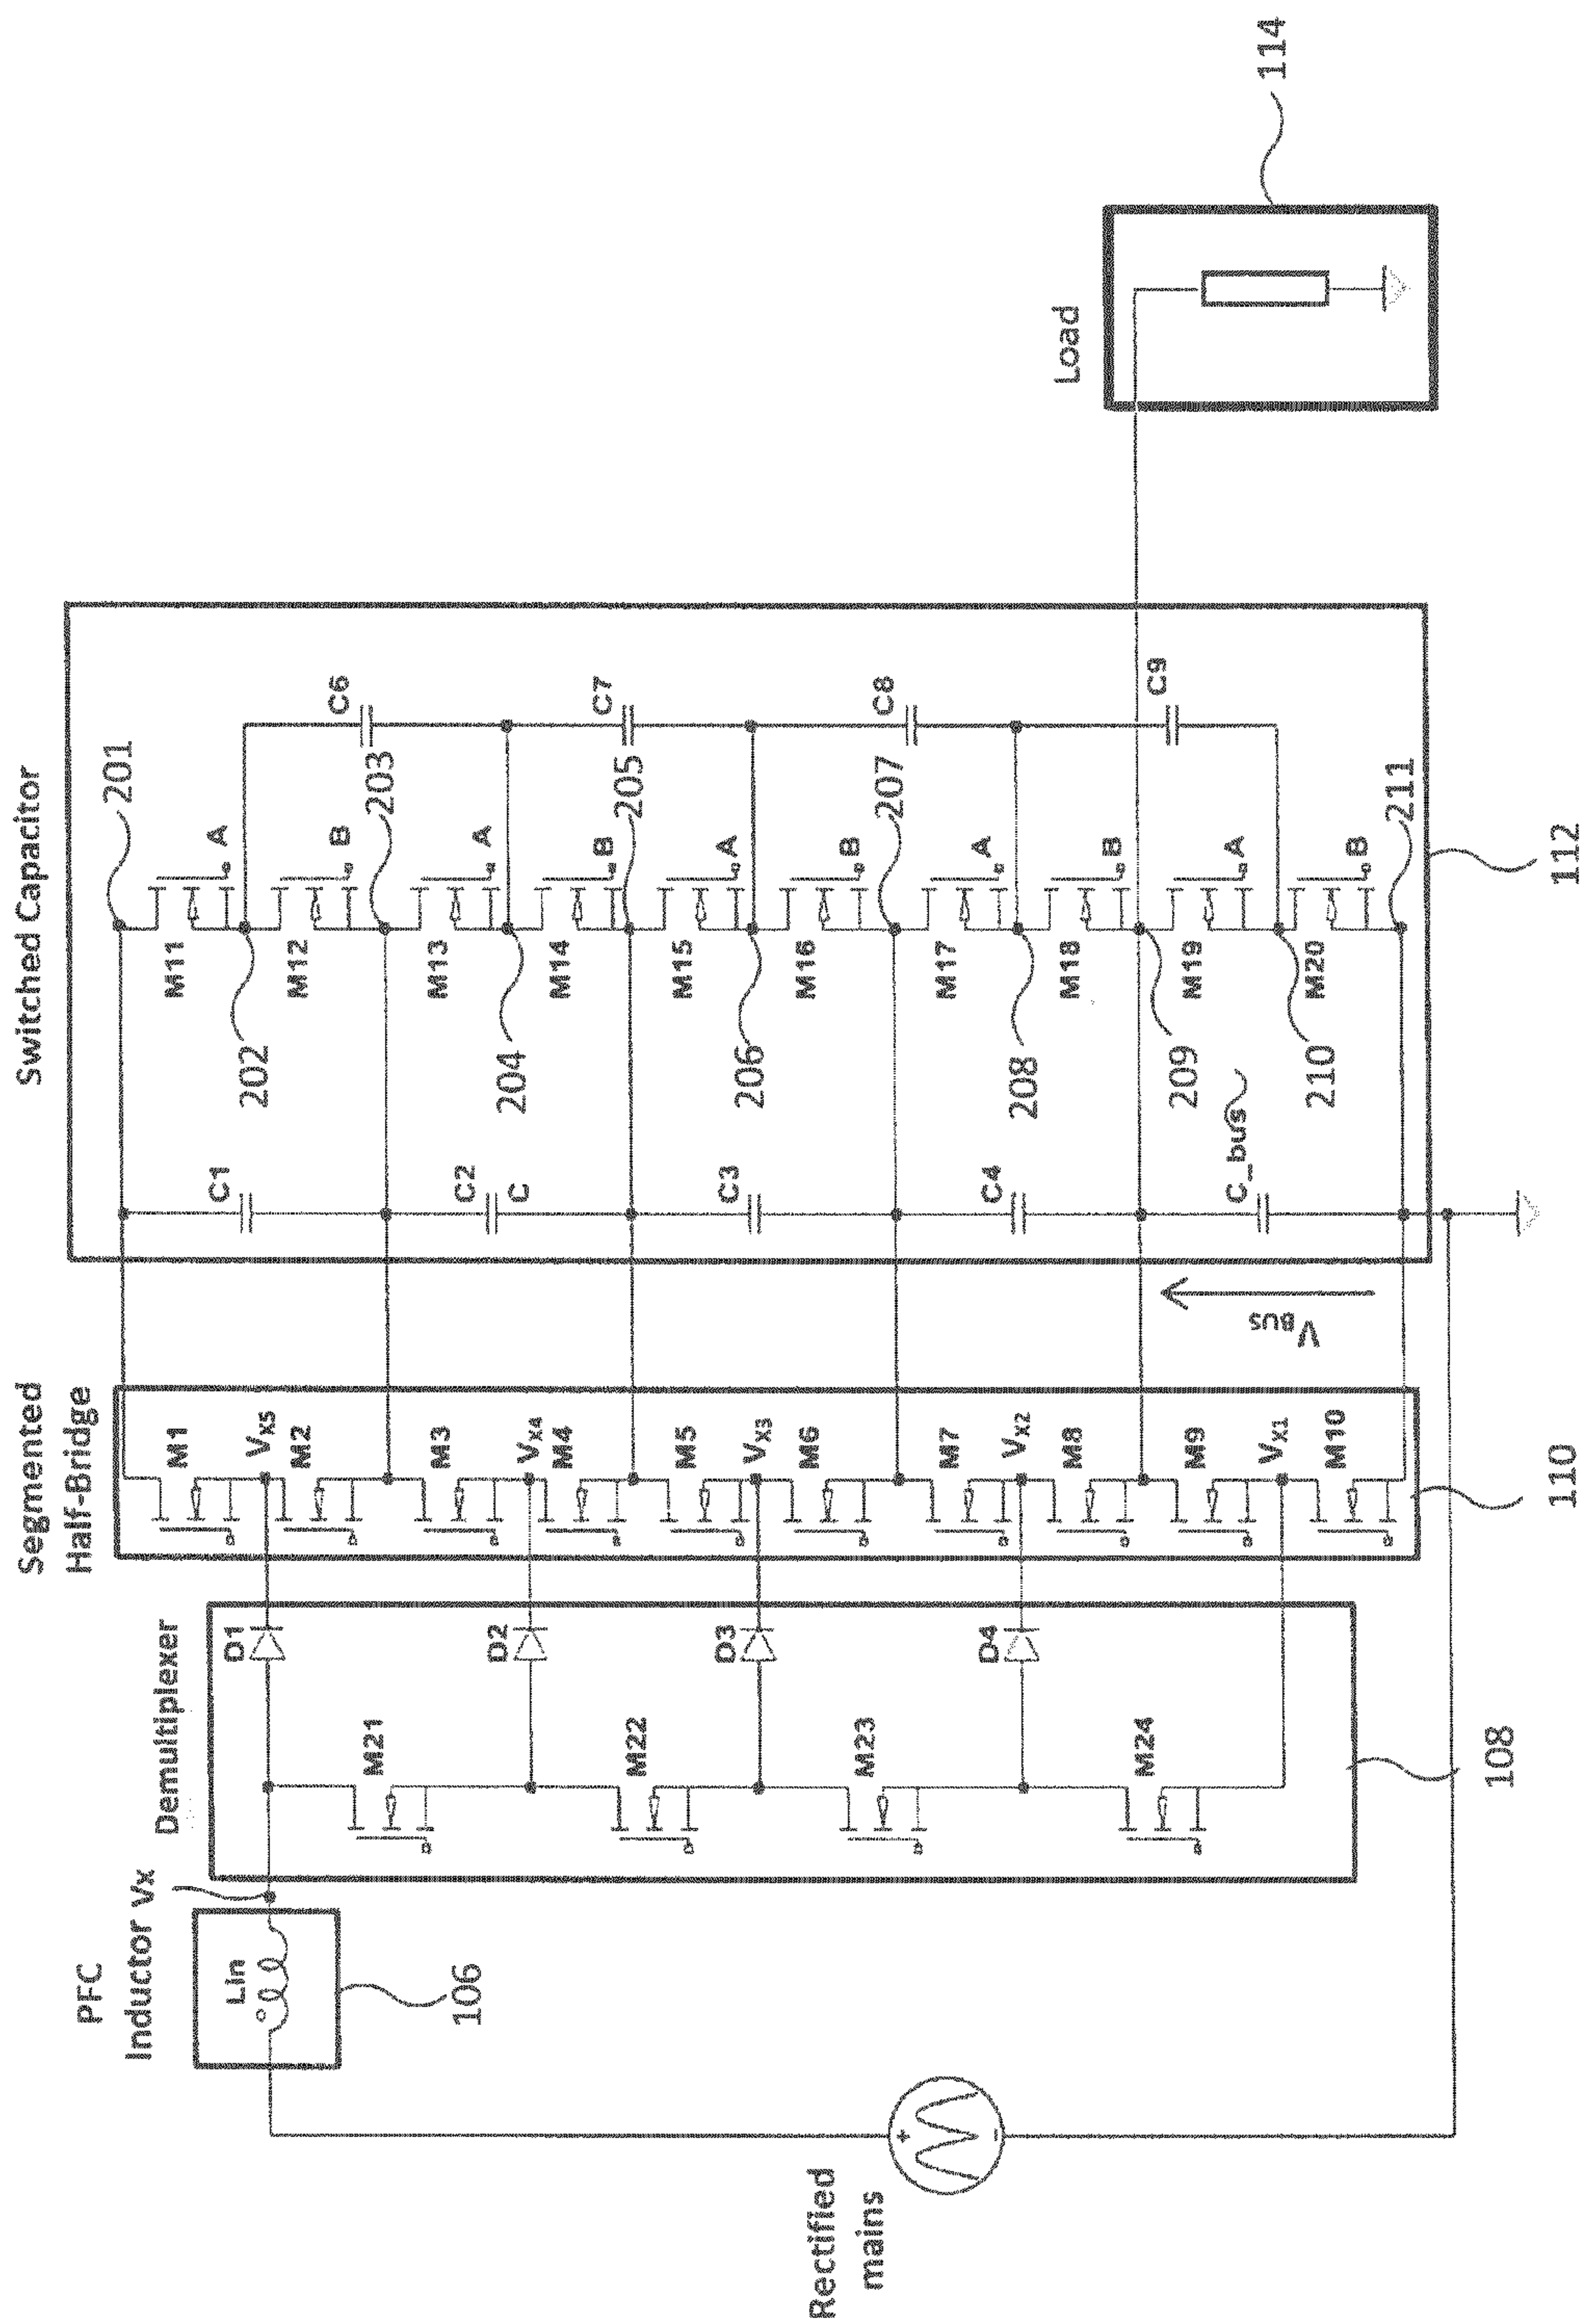 Switched Capacitor
201
A
C6
M11
202
B
M12
203
A
M13
204
C7
B
M14
205
A
M15
206
C8
B
M16
207
A
M17
208
C9
B
M18
209
A
M19
210
B
M20
211
C1
C2
C
C3
C4
C_bus
112
Load
114
VBUS
Segmented
Half-Bridge
M1
VX5
M2
M3
VX4
M4
M5
VX3
M6
M7
VX2
M8
M9
VX1
M10
110
Demultiplexer
D1
D2
D3
D4
M21
M22
M23
M24
108
PFC
Inductor Vx
Lin
106
Rectified
mains
+
-